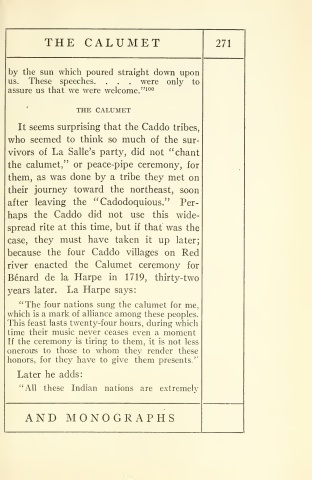 THE CALUMET 271
by the sun which poured straight down upon
us. These speeches. . . . were only to
assure us that we were welcome."100
THE CALUMET
It seems surprising that the Caddo tribes,
who seemed to think so much of the sur-
vivors of La Salle's party, did not "chant
the calumet," or peace-pipe ceremony, for
them, as was done by a tribe they met on
their journey toward the northeast, soon
after leaving the "Cadodoquious." Per-
haps the Caddo did not use this wide-
spread rite at this time, but if that was the
case, they must have taken it up later;
because the four Caddo villages on Red
river enacted the Calumet ceremony for
Bénard de la Harpe in 1719, thirty-two
years later. La Harpe says:
"The four nations sung the calumet for me,
which is a mark of alliance among these peoples.
This feast lasts twenty-four hours, during which
time their music never ceases even a moment
If the ceremony is tiring to them, it is not less
onerous to those to whom they render these
honors, for they have to give them presents."
Later he adds:
"All these Indian nations are extremely
AND MONOGRAPHS